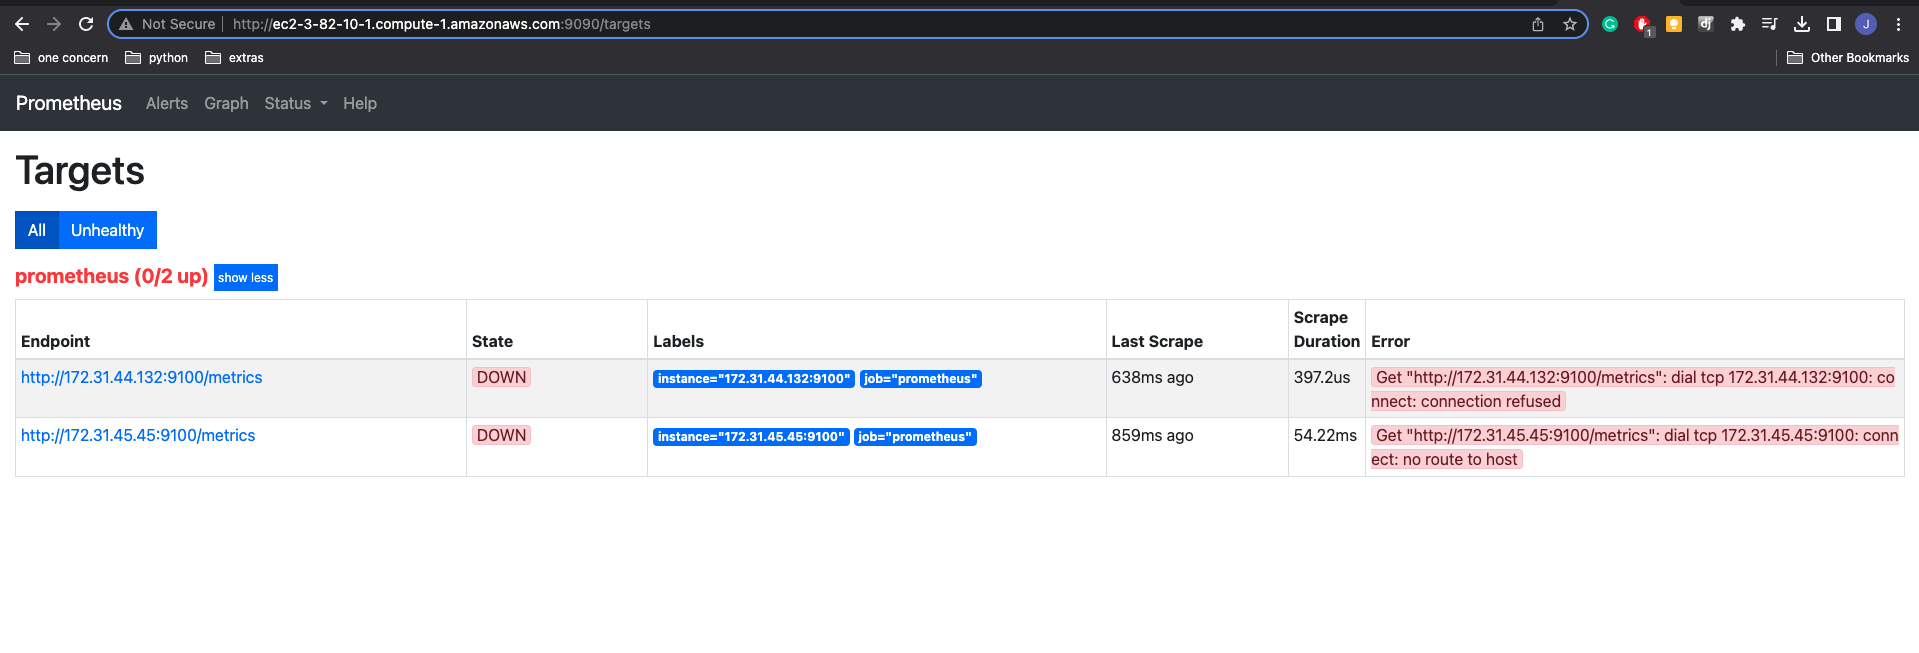 Not Secure | http://ec2-3-82-10-1.compute-1.amazonaws.com:9090/targets
1
J
one concern python extras Other Bookmarks
Prometheus Alerts Graph Status Help
Targets
All Unhealthy
prometheus (0/2 up) show less
Endpoint State Labels Last Scrape Scrape Duration Error
http://172.31.44.132:9100/metrics DOWN instance="172.31.44.132:9100" job="prometheus" 638ms ago 397.2us Get "http://172.31.44.132:9100/metrics": dial tcp 172.31.44.132:9100: co
nnect: connection refused
http://172.31.45.45:9100/metrics DOWN instance="172.31.45.45:9100" job="prometheus" 859ms ago 54.22ms Get "http://172.31.45.45:9100/metrics": dial tcp 172.31.45.45:9100: conn
ect: no route to host